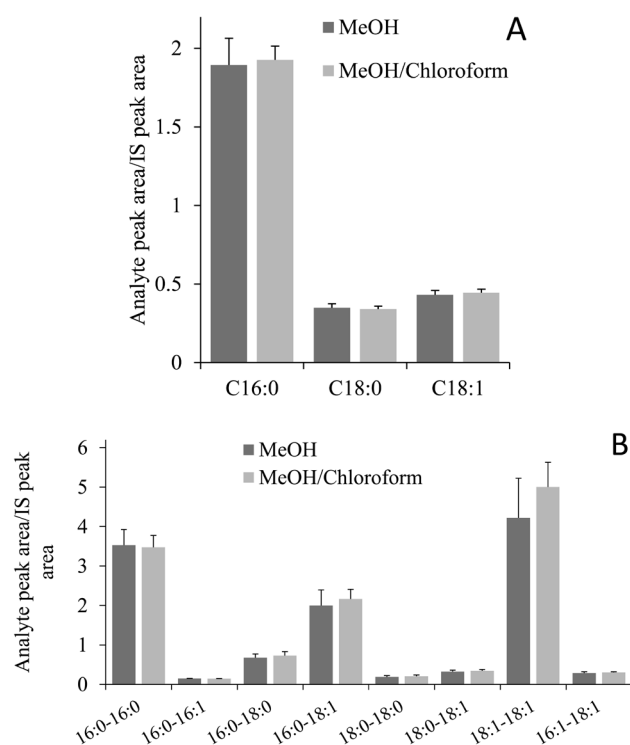 A
MeOH
MeOH/Chloroform
Analyte peak area/IS peak area
2
1.5
1
0.5
0
C16:0 C18:0 C18:1
B
MeOH
MeOH/Chloroform
Analyte peak area/IS peak
area
6
5
4
3
2
1
0
16:0-16:0 16:0-16:1 16:0-18:0 16:0-18:1 18:0-18:0 18:0-18:1 18:1-18:1 16:1-18:1